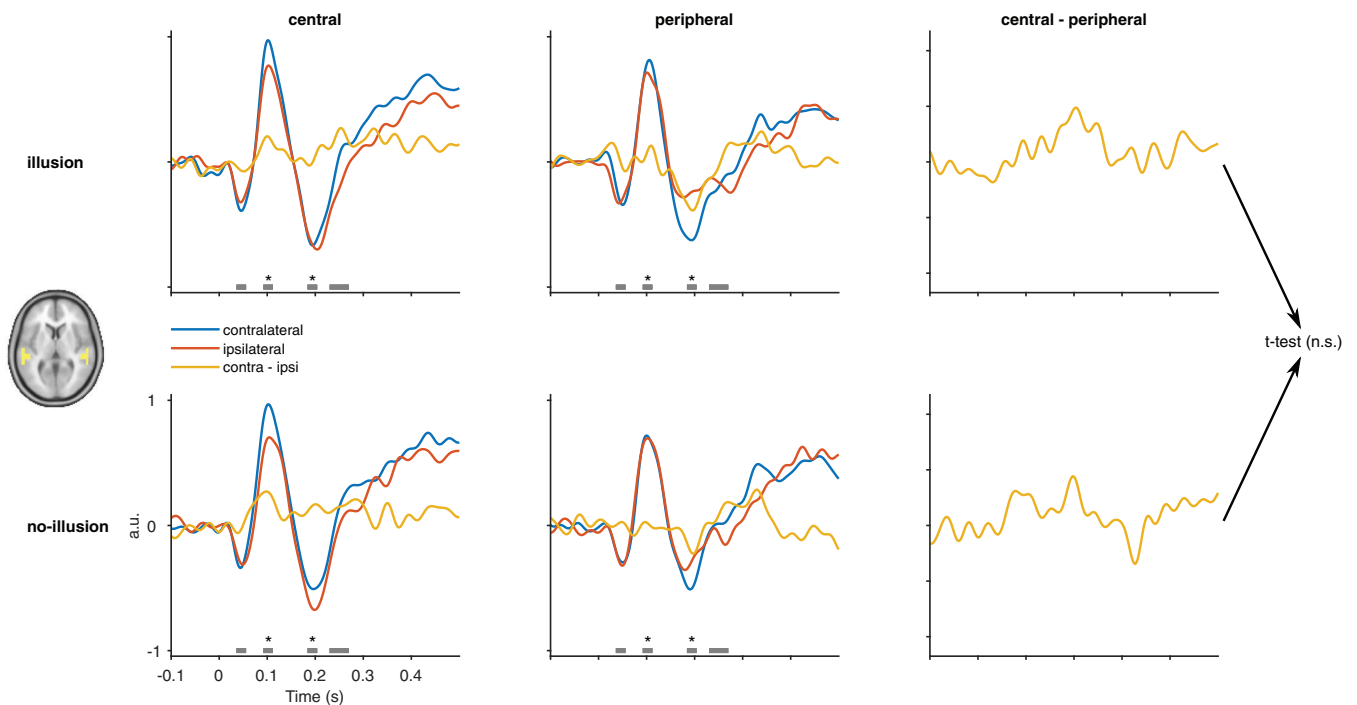 central
peripheral
central - peripheral
illusion
* *
* *
contralateral
ipsilateral
contra - ipsi
t-test (n.s.)
no-illusion
a.u.
1
0
-1
* *
* *
-0.1 0 0.1 0.2 0.3 0.4
Time (s)